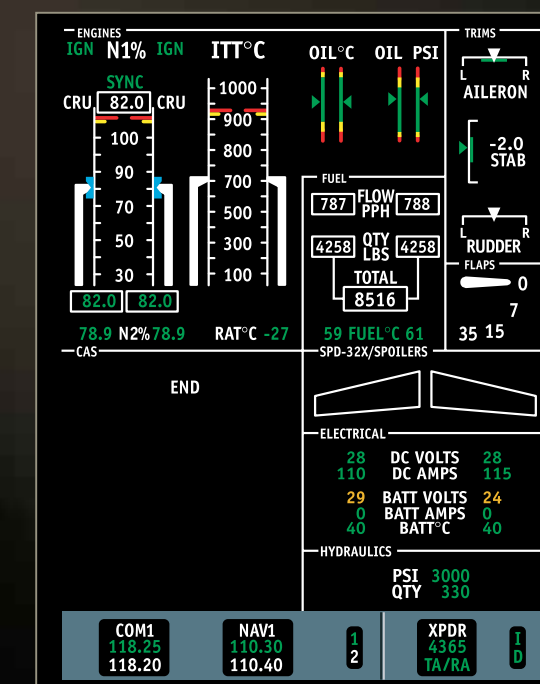 ENGINES
IGN N1% IGN ITT°C
SYNC
CRU 82.0 CRU
100
90
70
50
30
1000
900
800
700
500
300
100
82.0 82.0
78.9 N2% 78.9 RAT°C -27
OIL°C OIL PSI
FUEL
787 FLOW PPH 788
4258 QTY LBS 4258
TOTAL
8516
59 FUEL°C 61
TRIMS
L R
AILERON
-2.0
STAB
L R
RUDDER
FLAPS
0
7
35 15
CAS
END
SPD-32X/SPOILERS
ELECTRICAL
28 DC VOLTS 28
110 DC AMPS 115
29 BATT VOLTS 24
0 BATT AMPS 0
40 BATT°C 40
HYDRAULICS
PSI 3000
QTY 330
COM1
118.25
118.20
NAV1
110.30
110.40
1
2
XPDR
4365
TA/RA
I
D